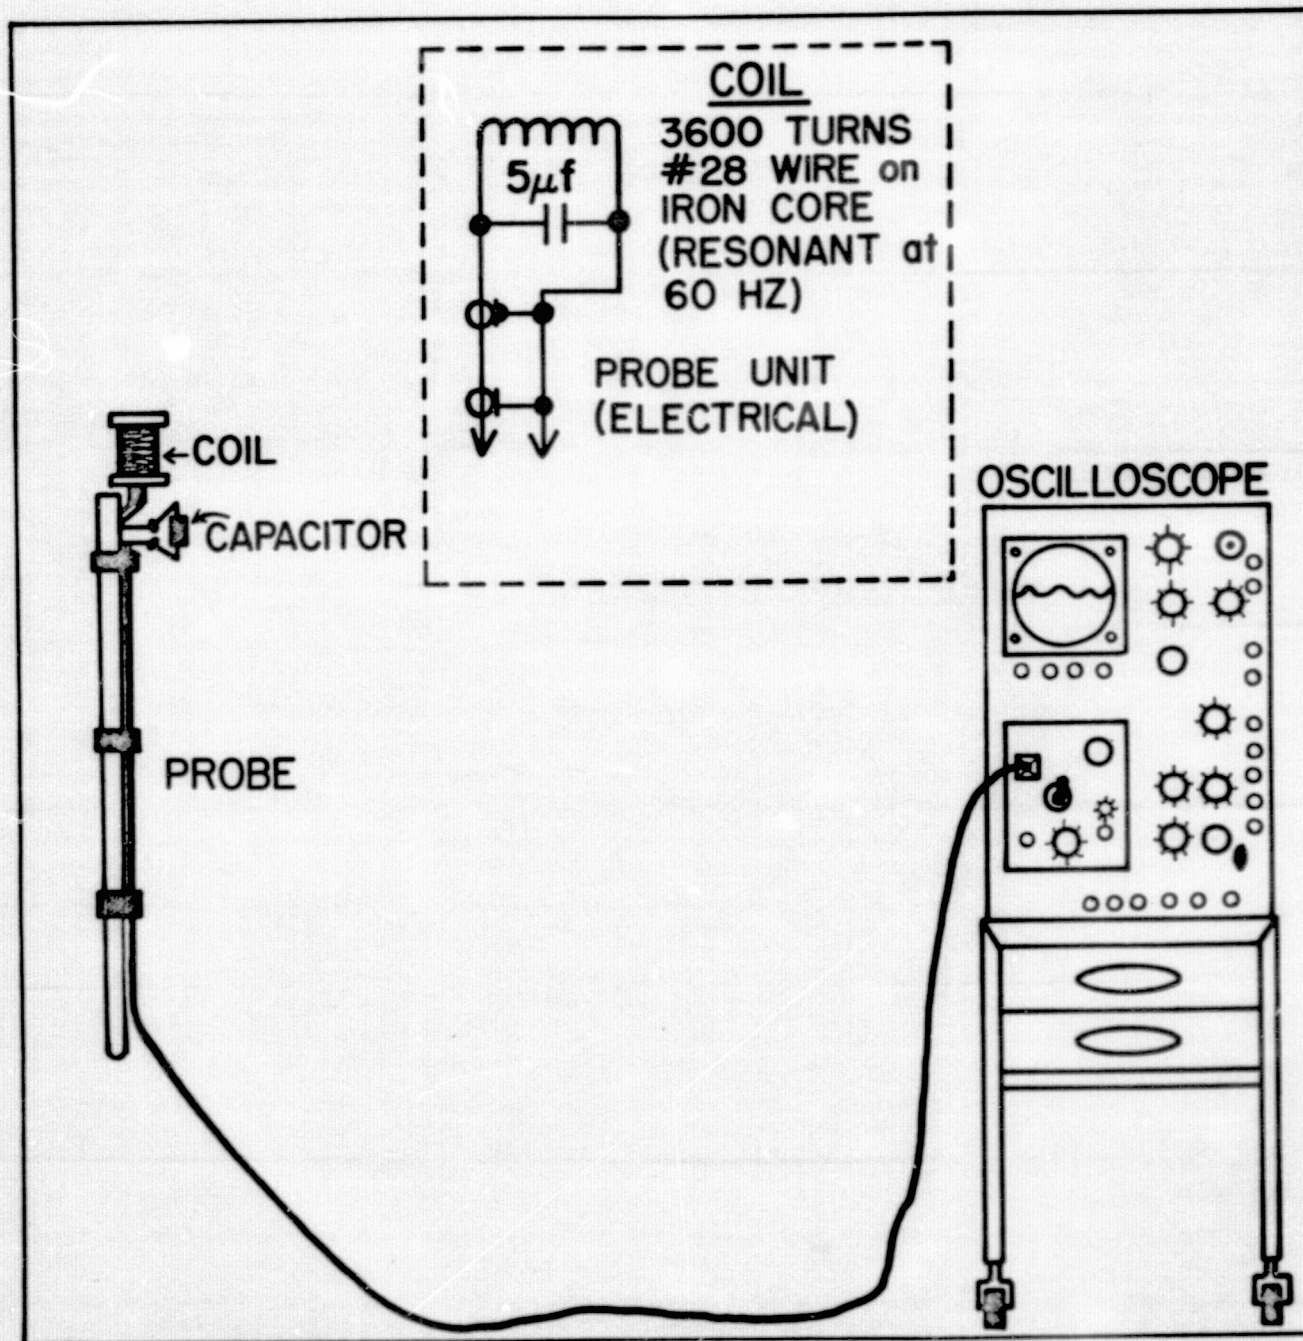 COIL
3600 TURNS
#28 WIRE on
IRON CORE
(RESONANT at
60 HZ)
5μf
PROBE UNIT
(ELECTRICAL)
←COIL
CAPACITOR
PROBE
OSCILLOSCOPE